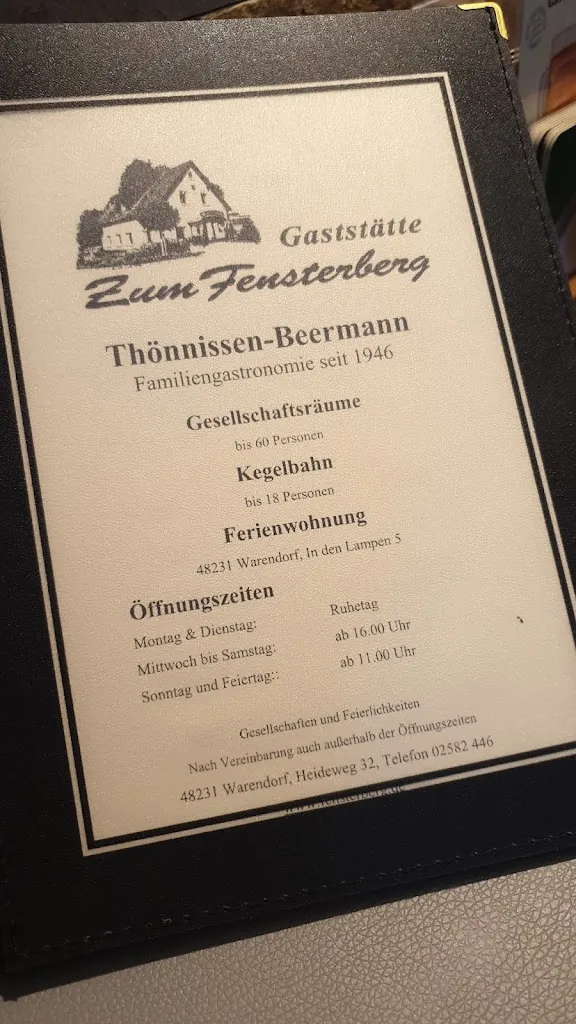 Gaststätte
Zum Fensterberg
Thönnissen-Beermann
Familiengastronomie seit 1946
Gesellschaftsräume
bis 60 Personen
Kegelbahn
bis 18 Personen
Ferienwohnung
48231 Warendorf, In den Lampen 5
Öffnungszeiten
Montag & Dienstag: Ruhetag
Mittwoch bis Samstag: ab 16.00 Uhr
Sonntag und Feiertag:: ab 11.00 Uhr
Gesellschaften und Feierlichkeiten
Nach Vereinbarung auch außerhalb der Öffnungszeiten
48231 Warendorf, Heideweg 32, Telefon 02582 446
www.fensterberg.de